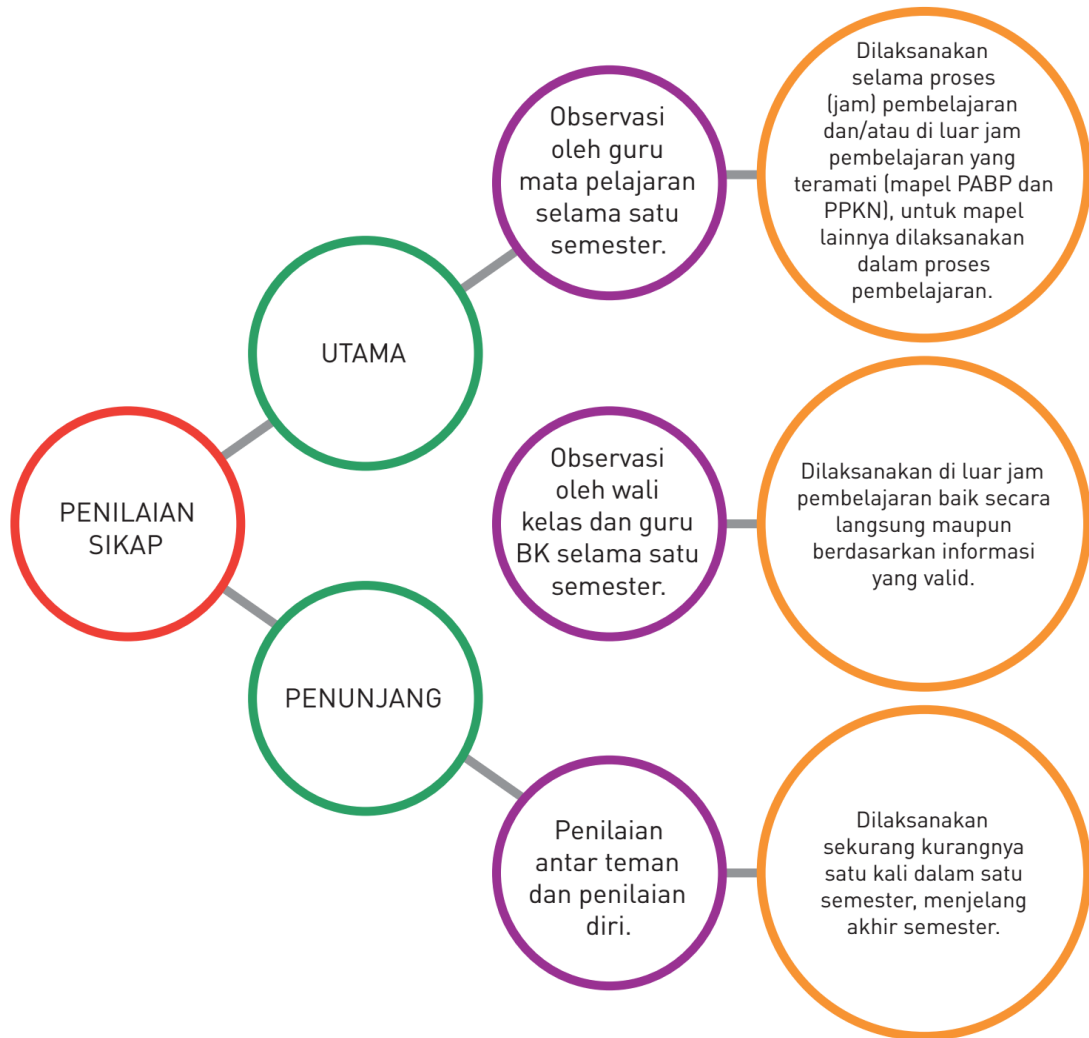 PENILAIAN
SIKAP
UTAMA
Observasi
oleh guru
mata pelajaran
selama satu
semester.
Dilaksanakan
selama proses
(jam) pembelajaran
dan/atau di luar jam
pembelajaran yang
teramati (mapel PABP dan
PPKN), untuk mapel
lainnya dilaksanakan
dalam proses
pembelajaran.
Observasi
oleh wali
kelas dan guru
BK selama satu
semester.
Dilaksanakan di luar jam
pembelajaran baik secara
langsung maupun
berdasarkan informasi
yang valid.
PENUNJANG
Penilaian
antar teman
dan penilaian
diri.
Dilaksanakan
sekurang kurangnya
satu kali dalam satu
semester, menjelang
akhir semester.